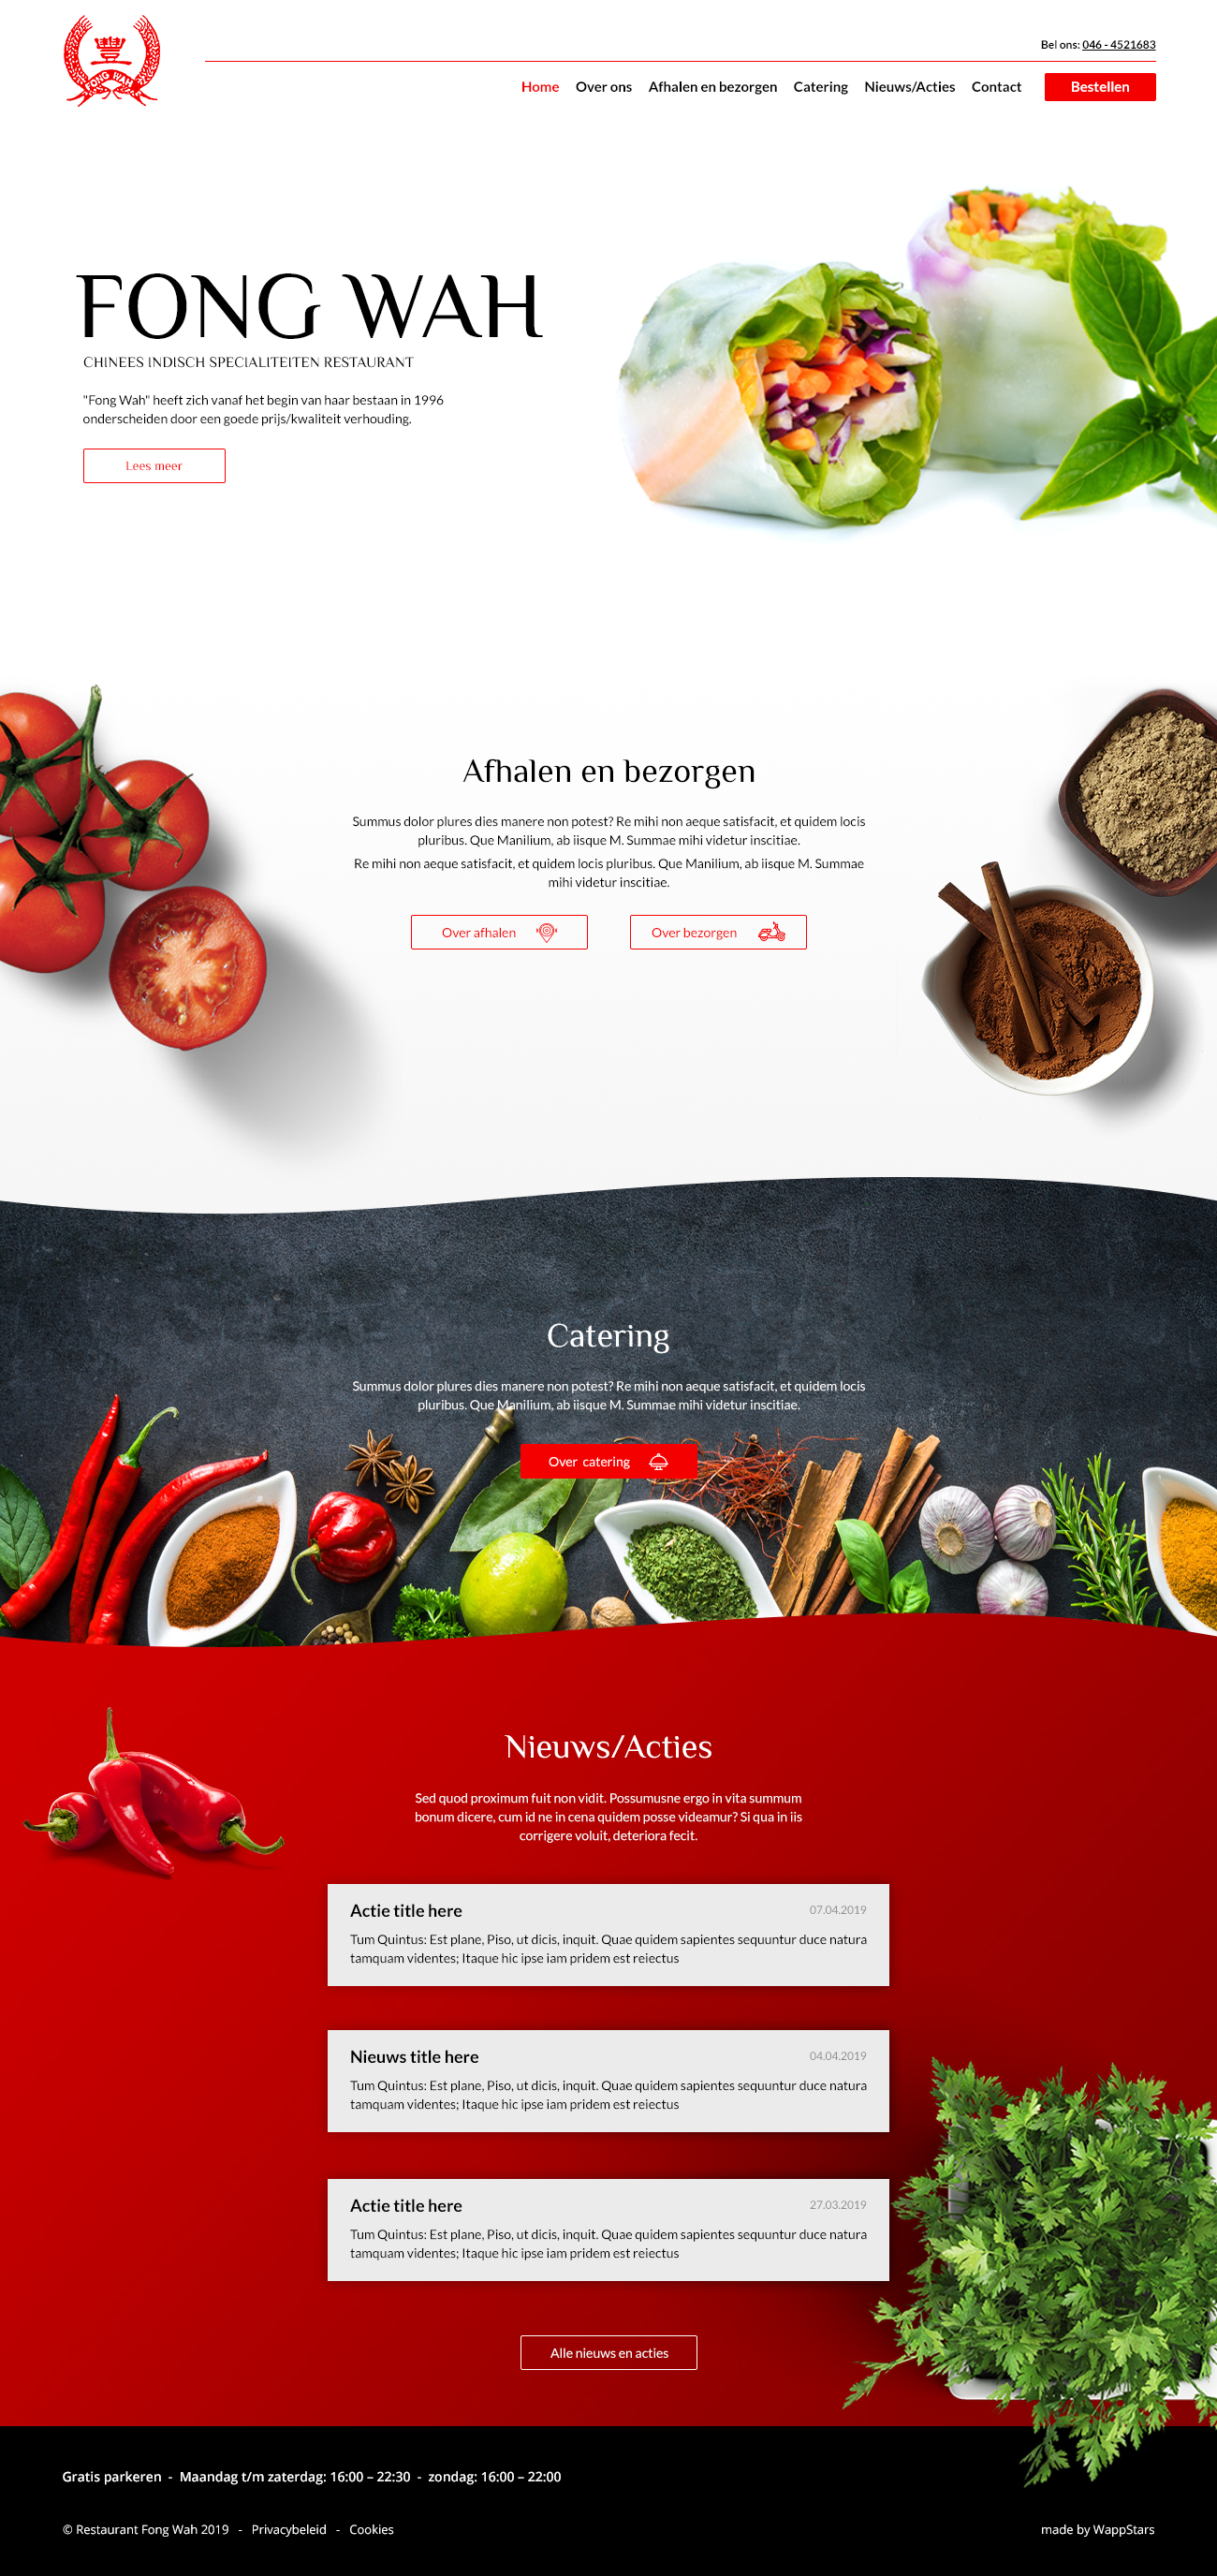 FONG WAH
Bel ons: 046 - 4521683
Home Over ons Afhalen en bezorgen Catering Nieuws/Acties Contact Bestellen
FONG WAH
CHINEES INDISCH SPECIALITEITEN RESTAURANT
"Fong Wah" heeft zich vanaf het begin van haar bestaan in 1996
onderscheiden door een goede prijs/kwaliteit verhouding.
Lees meer
Afhalen en bezorgen
Summus dolor plures dies manere non potest? Re mihi non aeque satisfacit, et quidem locis
pluribus. Que Manilium, ab iisque M. Summae mihi videtur inscitiae.
Re mihi non aeque satisfacit, et quidem locis pluribus. Que Manilium, ab iisque M. Summae
mihi videtur inscitiae.
Over afhalen Over bezorgen
Catering
Summus dolor plures dies manere non potest? Re mihi non aeque satisfacit, et quidem locis
pluribus. Que Manilium, ab iisque M. Summae mihi videtur inscitiae.
Over catering
Nieuws/Acties
Sed quod proximum fuit non vidit. Possumusne ergo in vita summum
bonum dicere, cum id ne in cena quidem posse videamur? Si qua in iis
corrigere voluit, deteriora fecit.
Actie title here 07.04.2019
Tum Quintus: Est plane, Piso, ut dicis, inquit. Quae quidem sapientes sequuntur duce natura
tamquam videntes; Itaque hic ipse iam pridem est reiectus
Nieuws title here 04.04.2019
Tum Quintus: Est plane, Piso, ut dicis, inquit. Quae quidem sapientes sequuntur duce natura
tamquam videntes; Itaque hic ipse iam pridem est reiectus
Actie title here 27.03.2019
Tum Quintus: Est plane, Piso, ut dicis, inquit. Quae quidem sapientes sequuntur duce natura
tamquam videntes; Itaque hic ipse iam pridem est reiectus
Alle nieuws en acties
Gratis parkeren - Maandag t/m zaterdag: 16:00 – 22:30 - zondag: 16:00 – 22:00
© Restaurant Fong Wah 2019 - Privacybeleid - Cookies made by WappStars